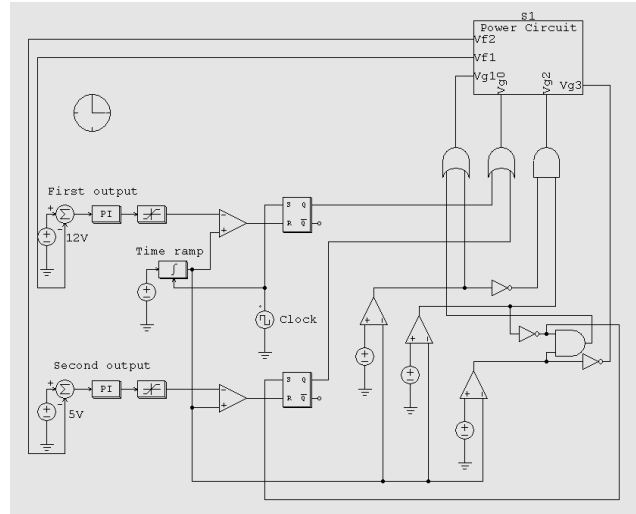 S1
Power Circuit
Vf2
Vf1
Vg1
Vg0
Vg2
Vg3
First output
+
Σ
-
PI
12V
-
+
S Q
R Q̅
Time ramp
∫
Clock
Second output
+
Σ
-
PI
5V
-
+
S Q
R Q̅
+ -
+ -
+ -